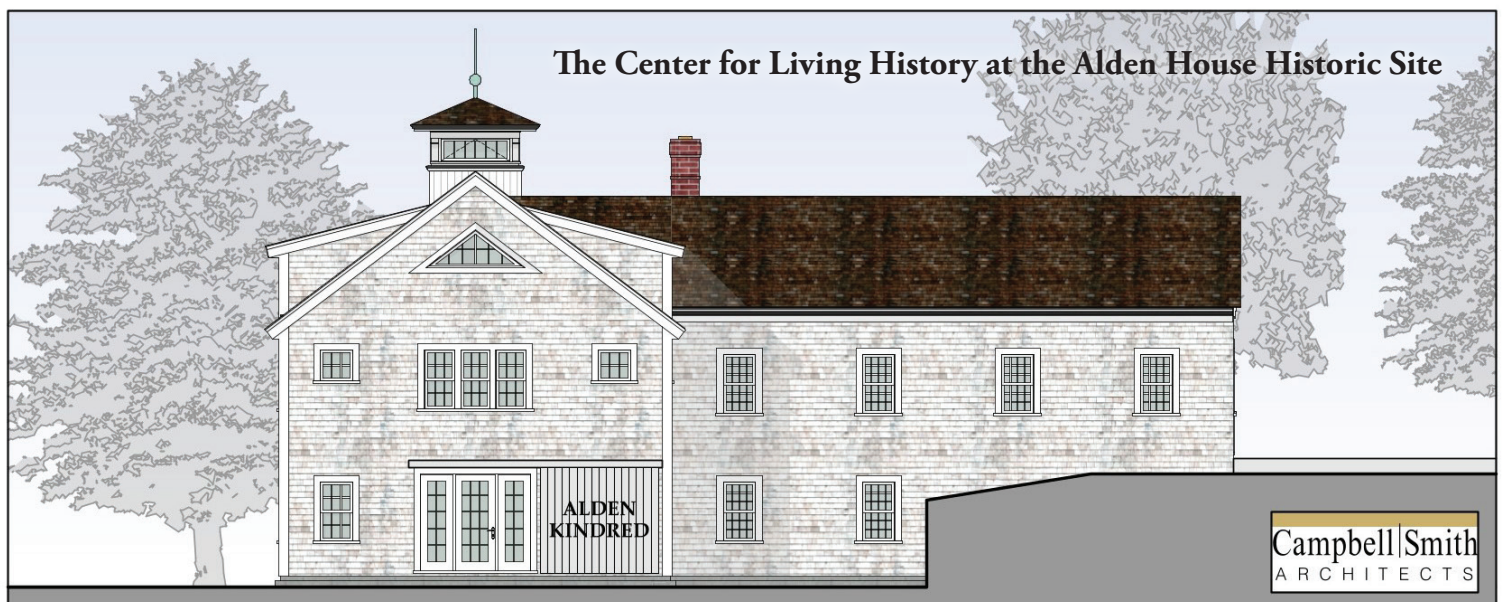 The Center for Living History at the Alden House Historic Site
ALDEN
KINDRED
Campbell|Smith
ARCHITECTS